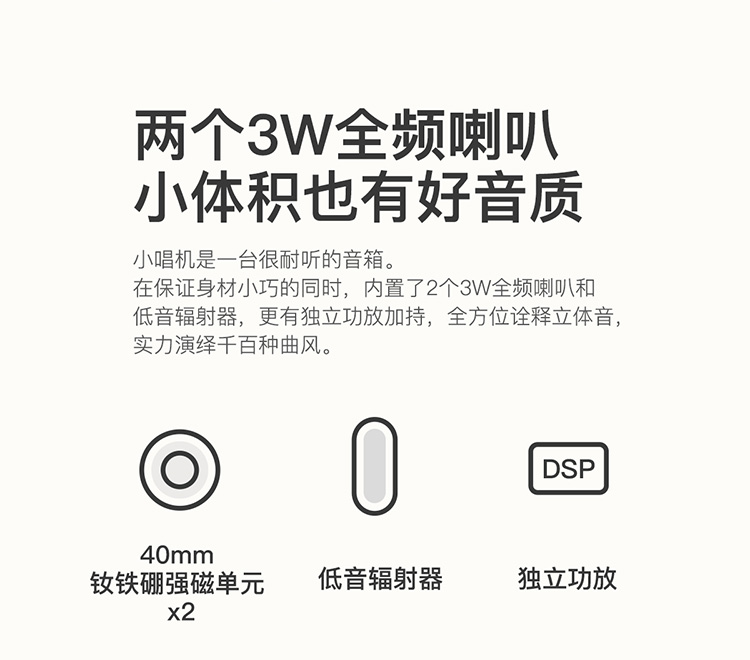 两个3W全频喇叭
小体积也有好音质
小唱机是一台很耐听的音箱。
在保证身材小巧的同时，内置了2个3W全频喇叭和
低音辐射器，更有独立功放加持，全方位诠释立体音，
实力演绎千百种曲风。
DSP
40mm
钕铁硼强磁单元
x2
低音辐射器
独立功放